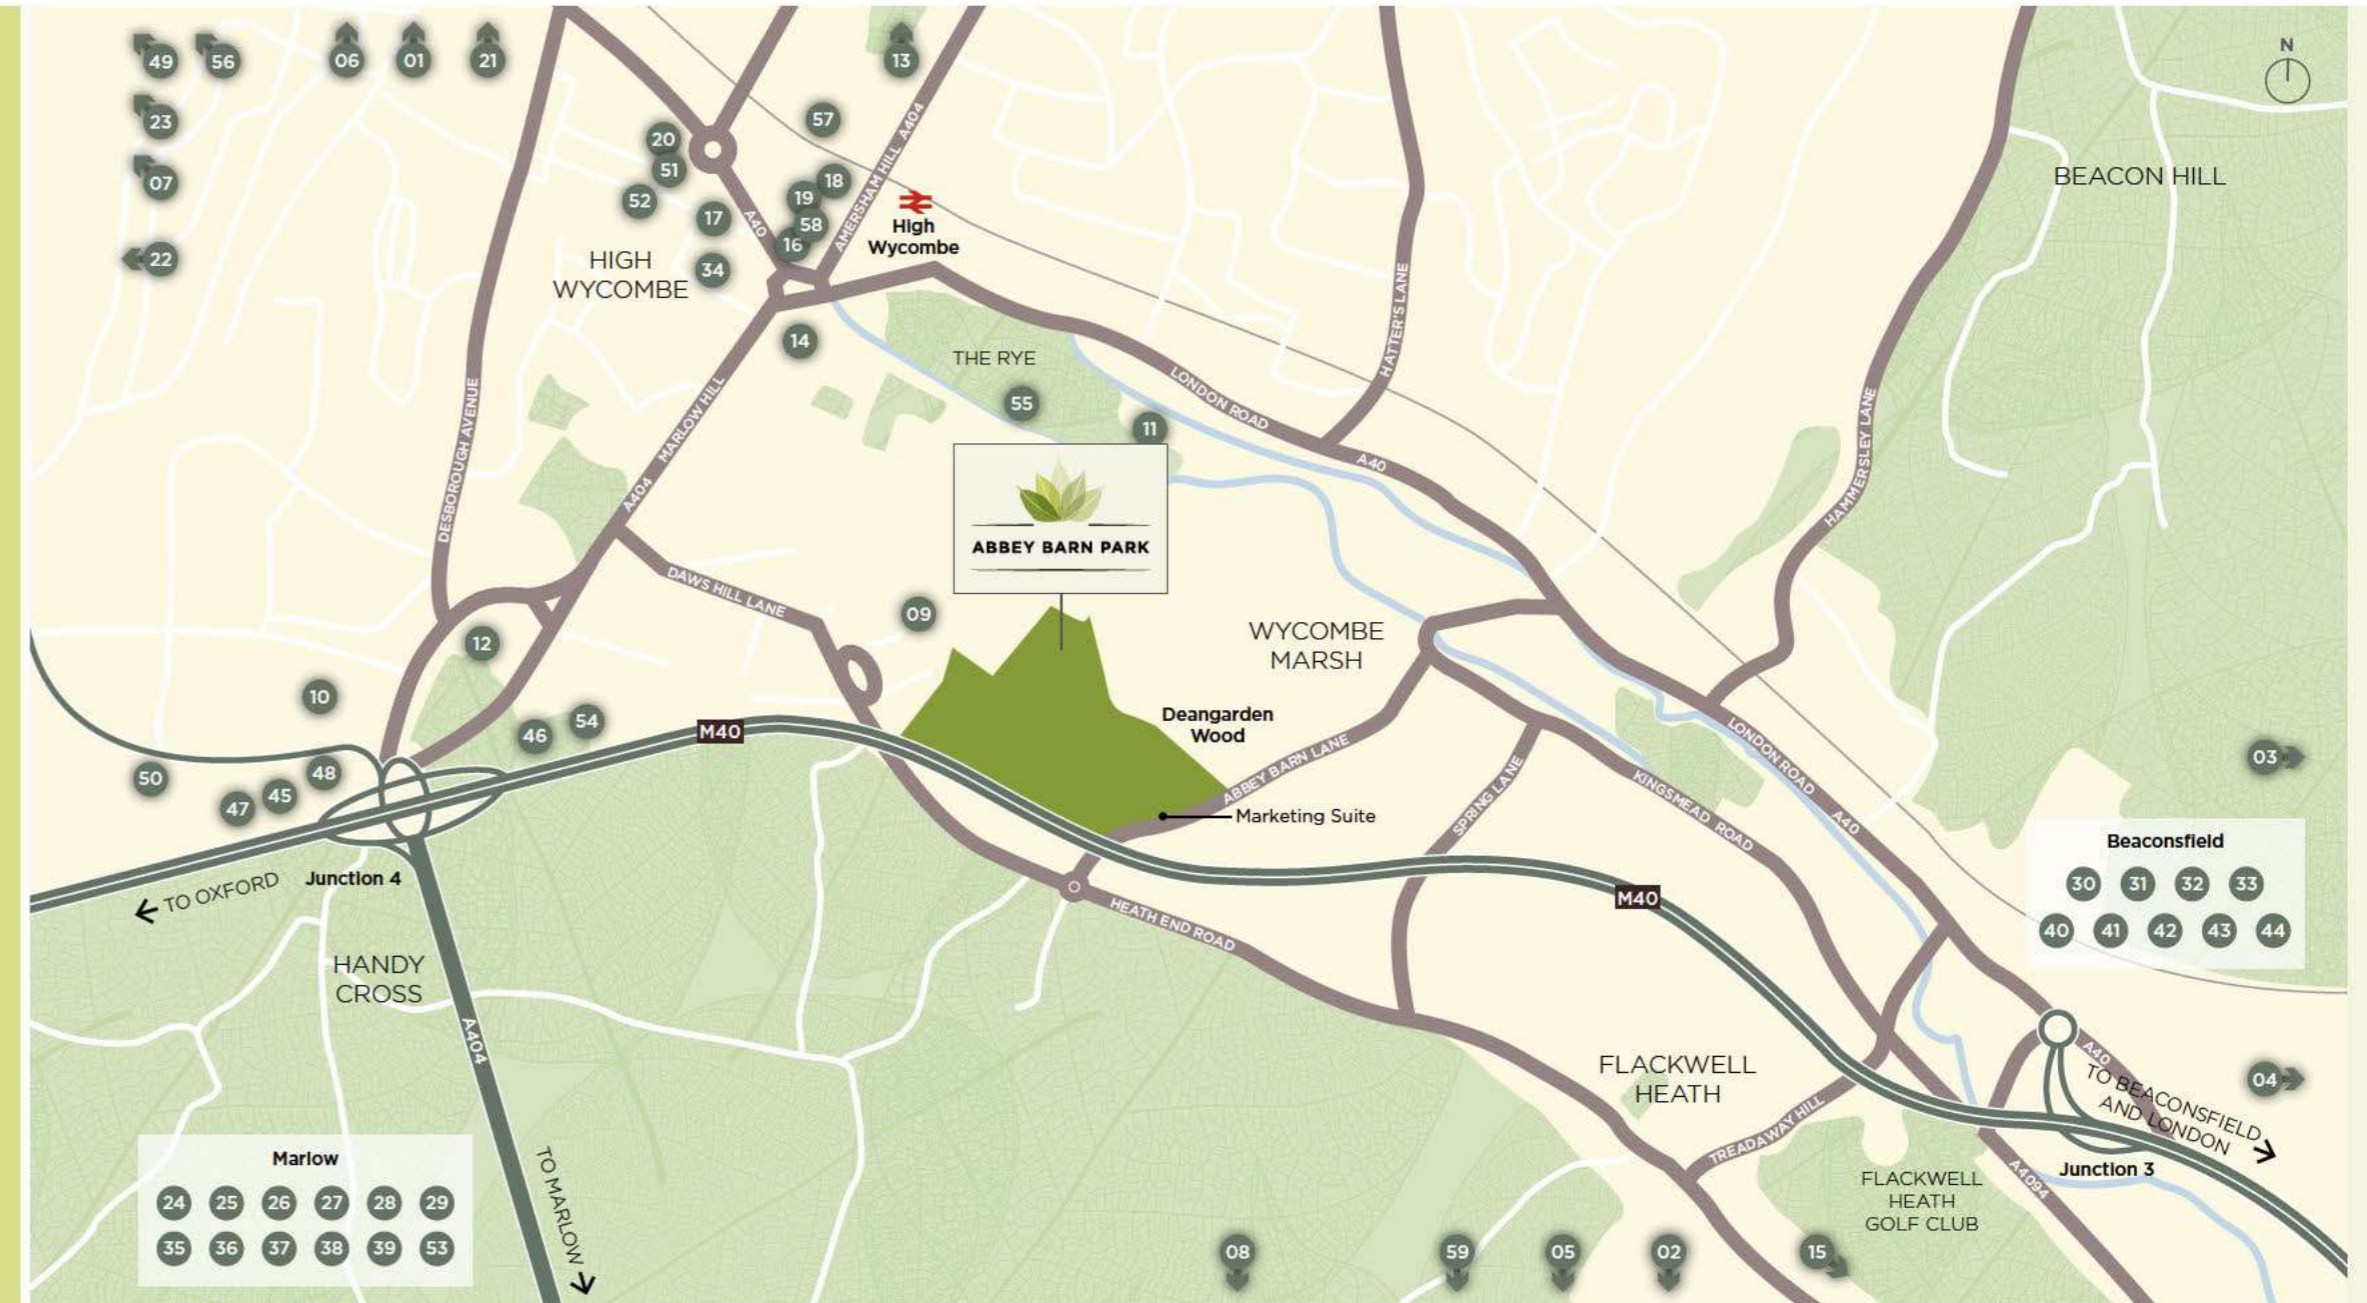 49
56
06
01
21
13
N
23
57
20
51
07
18
19
52
17
58
16
22
34
A40
AMERSHAM HILL A404
High
Wycombe
BEACON HILL
HIGH
WYCOMBE
14
THE RYE
55
11
LONDON ROAD
A40
HATTER'S LANE
HAMMERSLEY LANE
DESBOROUGH AVENUE
MARLOW HILL
A404
ABBEY BARN PARK
DAWS HILL LANE
09
12
10
WYCOMBE
MARSH
46
54
M40
Deangarden
Wood
ABBEY BARN LANE
Marketing Suite
50
47
45
48
SPRING LANE
KINGSMEAD ROAD
LONDON ROAD
A40
03
Beaconsfield
30 31 32 33
40 41 42 43 44
TO OXFORD
Junction 4
M40
HEATH END ROAD
HANDY
CROSS
A404
FLACKWELL
HEATH
TREADAWAY HILL
A40
TO BEACONSFIELD
AND LONDON
04
Junction 3
A4094
FLACKWELL
HEATH
GOLF CLUB
TO MARLOW
Marlow
24 25 26 27 28 29
35 36 37 38 39 53
08
59
05
02
15